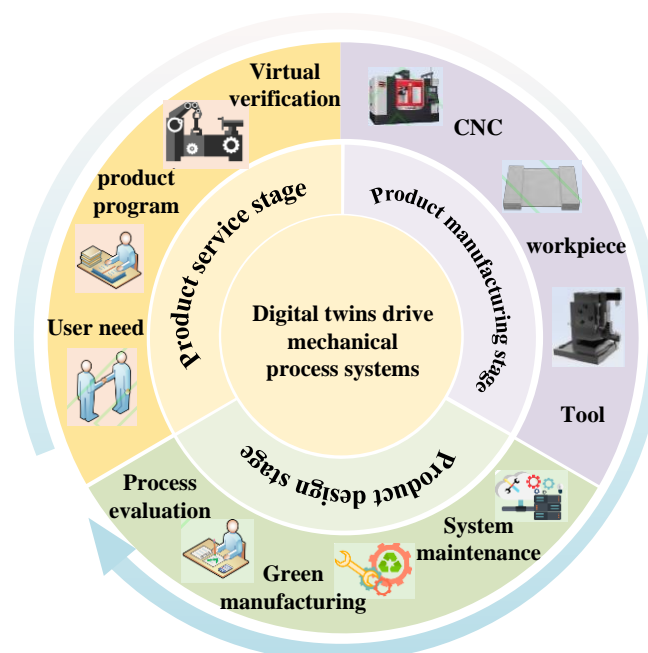 Virtual
verification
CNC
product
program
workpiece
User need
Tool
Product service stage
Product manufacturing stage
Digital twins drive
mechanical
process systems
Product design stage
Process
evaluation
System
maintenance
Green
manufacturing